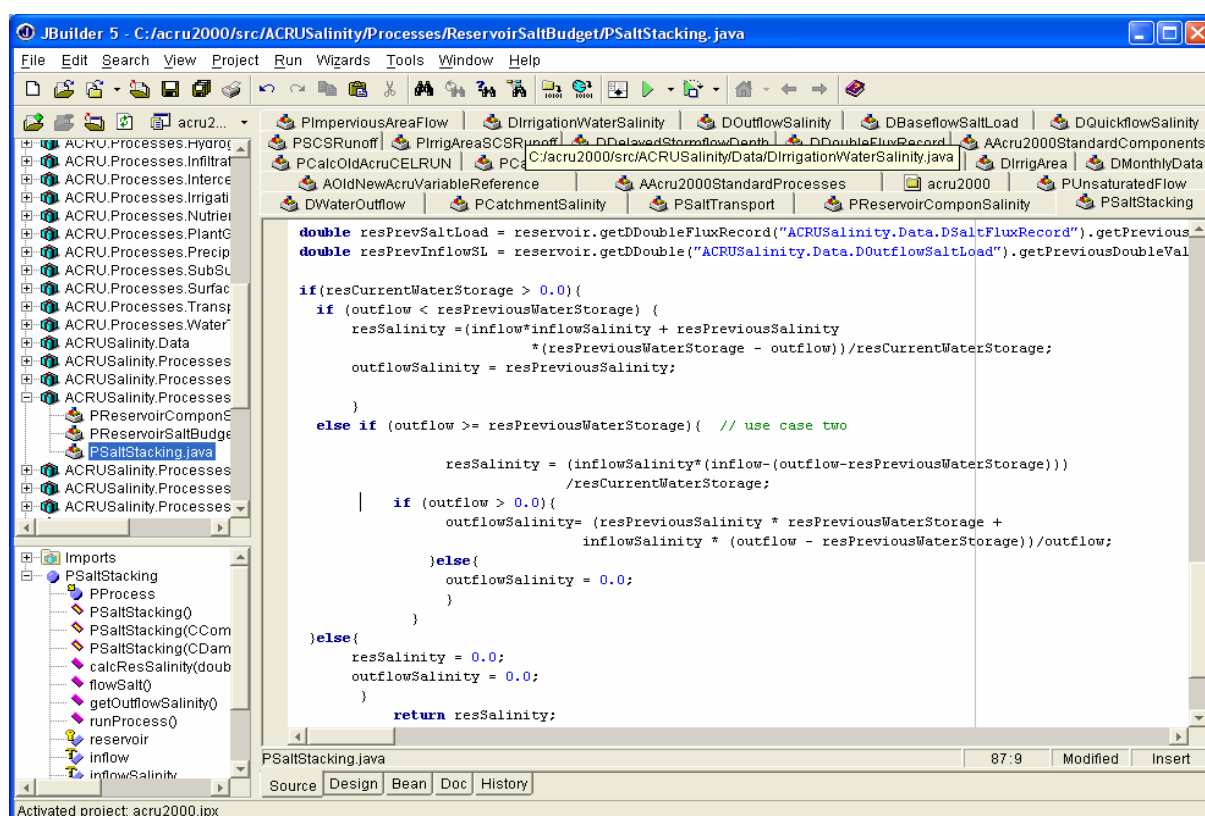 JBuilder 5 - C:/acru2000/src/ACRUSalinity/Processes/ReservoirSaltBudget/PSaltStacking.java
File Edit Search View Project Run Wizards Tools Window Help
acru2...
PImperviousAreaFlow DIrrigationWaterSalinity DOutflowSalinity DBaseflowSaltLoad DQuickflowSalinity
PSCSRunoff PIrrigAreaSCSRunoff DDelayedStormflowDepth DDoubleFluxRecord AAcru2000StandardComponents
PCalcOldAcruCELRUN C:/acru2000/src/ACRUSalinity/Data/DIrrigationWaterSalinity.java DIrrigArea DMonthlyData
AOldNewAcruVariableReference AAcru2000StandardProcesses acru2000 PUnsaturatedFlow
DWaterOutflow PCatchmentSalinity PSaltTransport PReservoirComponSalinity PSaltStacking
ACRU.Processes.Hydrog
ACRU.Processes.Infiltrat
ACRU.Processes.Interce
ACRU.Processes.Irrigati
ACRU.Processes.Nutrier
ACRU.Processes.PlantG
ACRU.Processes.Precip
ACRU.Processes.SubSu
ACRU.Processes.Surfac
ACRU.Processes.Transp
ACRU.Processes.Water
ACRUSalinity.Data
ACRUSalinity.Processes
ACRUSalinity.Processes
ACRUSalinity.Processes
PReservoirComponS
PReservoirSaltBudge
PSaltStacking.java
ACRUSalinity.Processes
ACRUSalinity.Processes
ACRUSalinity.Processes
Imports
PSaltStacking
PProcess
PSaltStacking()
PSaltStacking(CCom
PSaltStacking(CDam
calcResSalinity(doub
flowSalt()
getOutflowSalinity()
runProcess()
reservoir
inflow
inflowSalinity
double resPrevSaltLoad = reservoir.getDDoubleFluxRecord("ACRUSalinity.Data.DSaltFluxRecord").getPrevious
double resPrevInflowSL = reservoir.getDDouble("ACRUSalinity.Data.DOutflowSaltLoad").getPreviousDoubleVal
if(resCurrentWaterStorage > 0.0){
if (outflow < resPreviousWaterStorage) {
resSalinity =(inflow*inflowSalinity + resPreviousSalinity
*(resPreviousWaterStorage - outflow))/resCurrentWaterStorage;
outflowSalinity = resPreviousSalinity;
}
else if (outflow >= resPreviousWaterStorage){ // use case two
resSalinity = (inflowSalinity*(inflow-(outflow-resPreviousWaterStorage)))
/resCurrentWaterStorage;
if (outflow > 0.0){
outflowSalinity= (resPreviousSalinity * resPreviousWaterStorage +
inflowSalinity * (outflow - resPreviousWaterStorage))/outflow;
}else{
outflowSalinity = 0.0;
}
}
}else{
resSalinity = 0.0;
outflowSalinity = 0.0;
}
return resSalinity;
PSaltStacking.java 87:9 Modified Insert
Source Design Bean Doc History
Activated project: acru2000.jpx